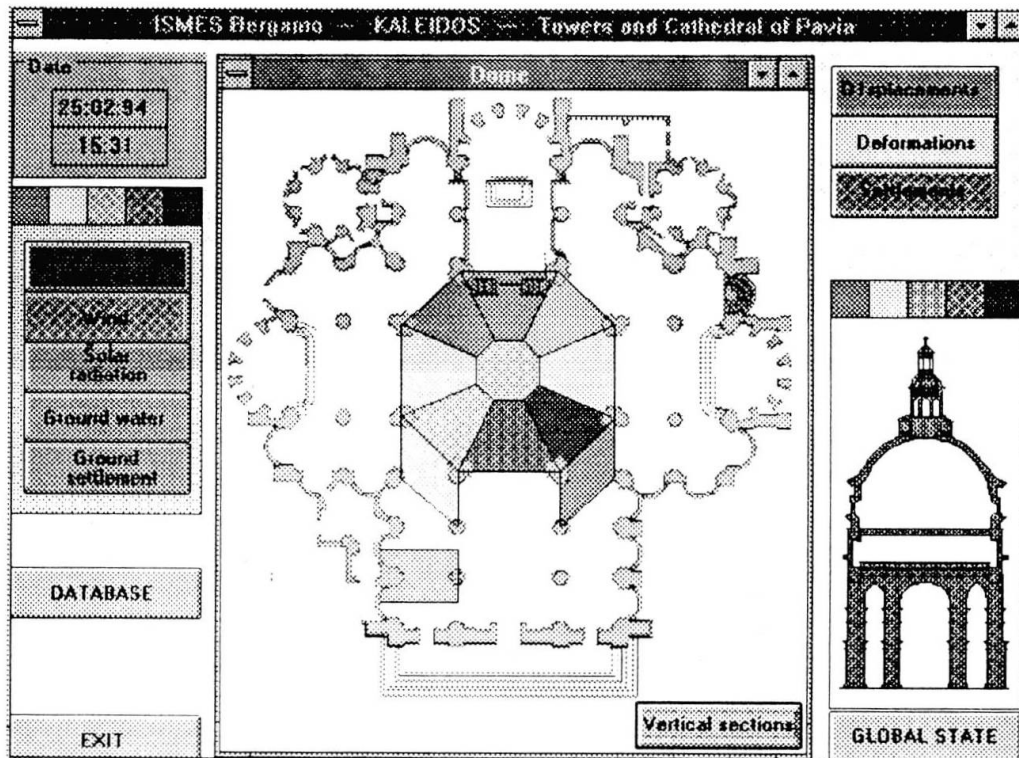 ISMES Bergamo — KALEIDOS — Towers and Cathedral of Pavia
Date
25:02:94
15:31
Wind
Solar
radiation
Ground water
Ground
settlement
DATABASE
EXIT
Dome
Vertical sections
Displacements
Deformations
Settlements
GLOBAL STATE